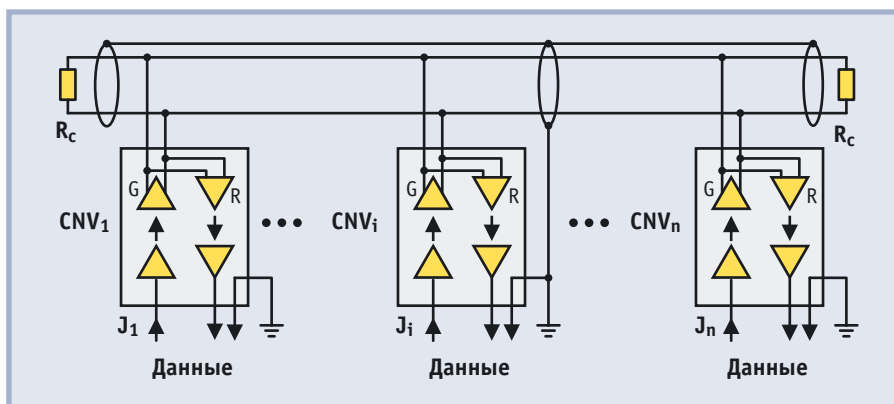 Rc Rc
G R G R G R
CNV1 ••• CNVi ••• CNVn
J1 Ji Jn
Данные Данные Данные